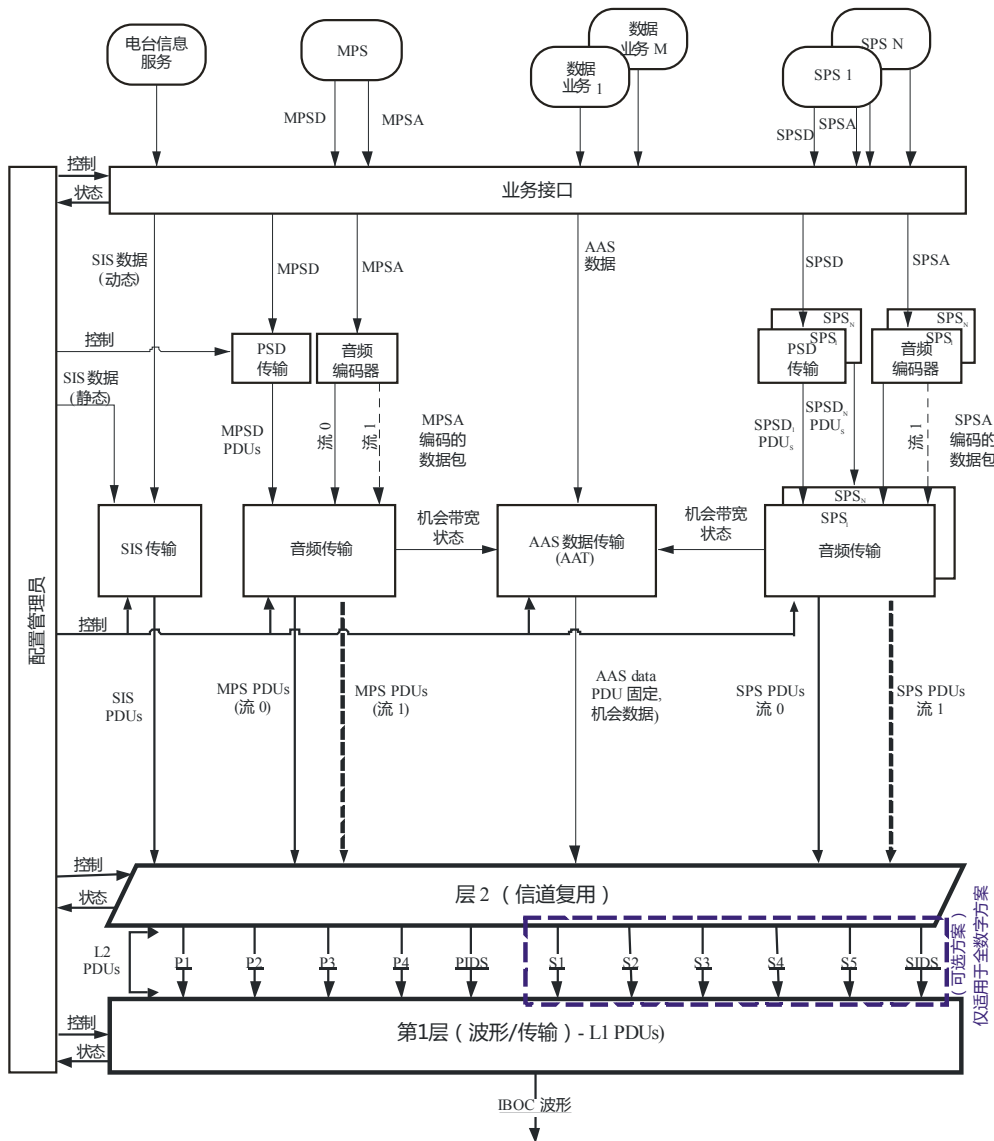 电台信息
服务
MPS
数据
业务 M
数据
业务 1
SPS N
SPS 1
MPSD
MPSA
SPSD
SPSA
控制
状态
业务接口
SIS 数据
(动态)
MPSD
MPSA
AAS
数据
SPSD
SPSA
控制
SIS 数据
(静态)
PSD
传输
音频
编码器
SPSN
SPS1
PSD
传输
SPSN
SPS1
音频
编码器
MPSD
PDUs
流 0
流 1
MPSA
编码的
数据包
SPSD1
PDUs
SPSDN
PDUs
流 1
SPSA
编码的
数据包
SIS 传输
音频传输
机会带宽
状态
AAS 数据传输
(AAT)
机会带宽
状态
SPSN
SPS1
音频传输
配置管理员
控制
SIS
PDUs
MPS PDUs
(流 0)
MPS PDUs
(流 1)
AAS data
PDU 固定,
机会数据)
SPS PDUs
流 0
SPS PDUs
流 1
控制
状态
层 2（信道复用）
L2
PDUs
P1
P2
P3
P4
PIDS
S1
S2
S3
S4
S5
SIDS
（可选方案）
仅适用于全数字方案
控制
状态
第1层（波形/传输）- L1 PDUs)
IBOC 波形